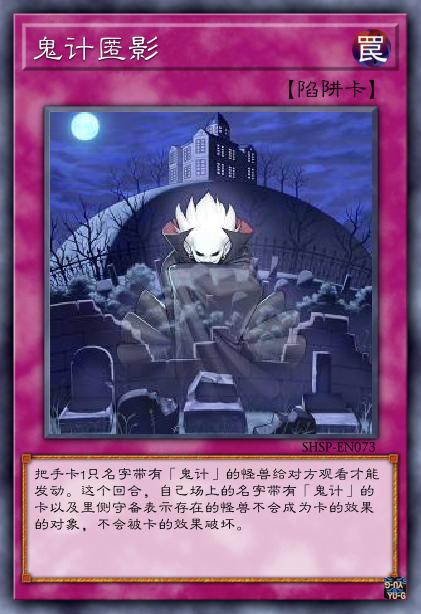 鬼计匿影
罠
【陷阱卡】
SHSP-EN073
把手卡1只名字带有「鬼计」的怪兽给对方观看才能
发动。这个回合，自己场上的名字带有「鬼计」的
卡以及里侧守备表示存在的怪兽不会成为卡的效果
的对象，不会被卡的效果破坏。